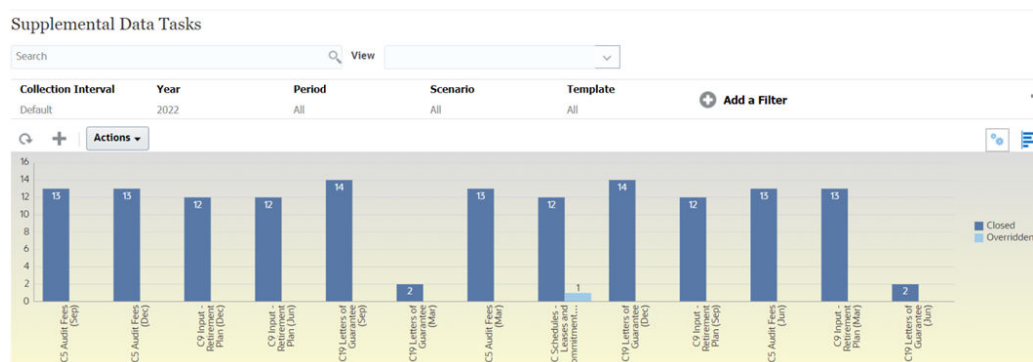 Supplemental Data Tasks
Search View
Collection Interval Year Period Scenario Template
Default 2022 All All All
Add a Filter
Actions
16
14
12
10
8
6
4
2
0
13 13 12 12 14 2 13 12 1 14 12 13 13 2
Closed
Overridden
C5 Audit Fees
(Sep)
C5 Audit Fees
(Dec)
C9 Input -
Retirement
Plan (Dec)
C9 Input -
Retirement
Plan (Jun)
C19 Letters of
Guarantee
(Sep)
C19 Letters of
Guarantee
(Mar)
C5 Audit Fees
(Mar)
C Schedules -
Leases and
ommitment...
C19 Letters of
Guarantee
(Dec)
C9 Input -
Retirement
Plan (Sep)
C5 Audit Fees
(Jun)
C9 Input -
Retirement
Plan (Mar)
C19 Letters of
Guarantee
(Jun)